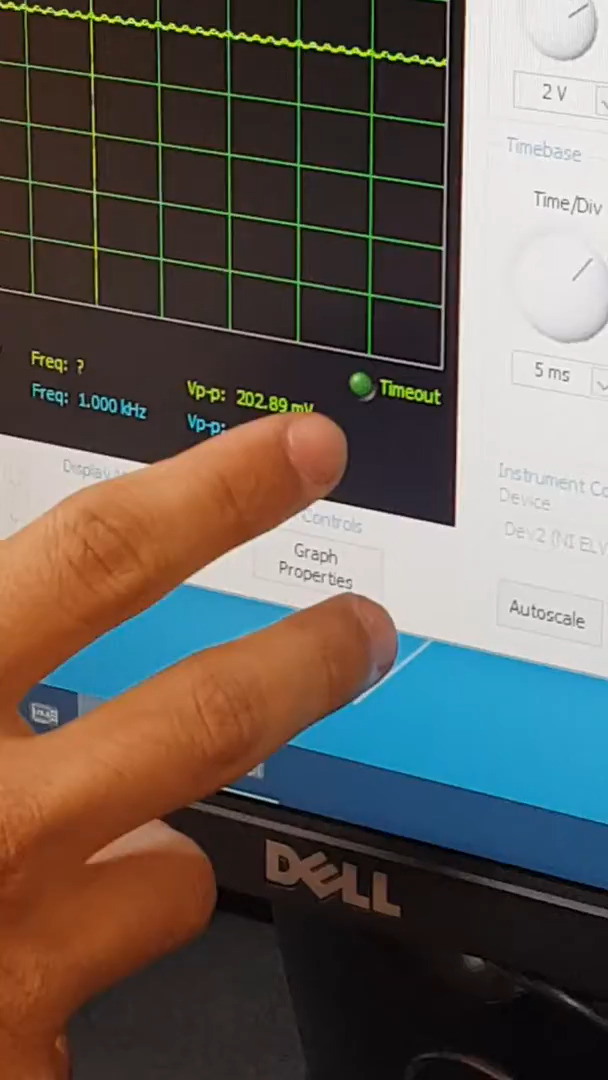 2 V
Timebase
Time/Div
5 ms
Freq: ?
Vp-p: 202.89 mV
Timeout
Freq: 1.000 kHz
Vp-p:
Display
Controls
Graph
Properties
Instrument Co
Device
Dev2 (NI ELV
Autoscale
DELL